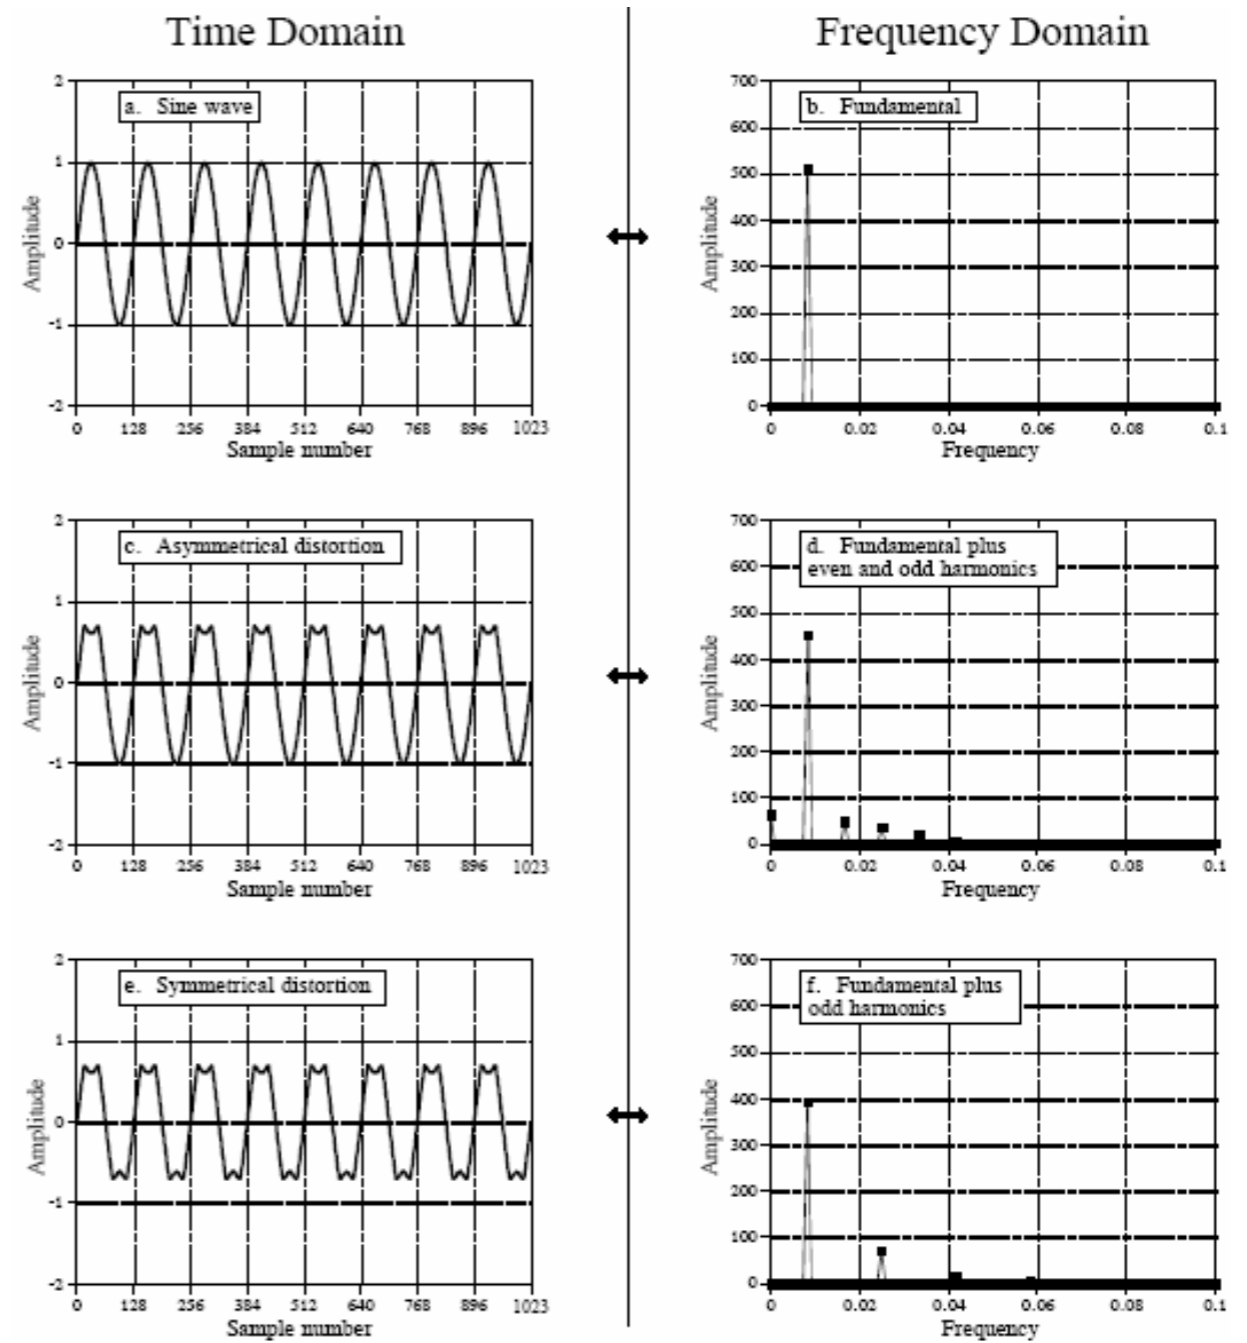 Time Domain
Frequency Domain
2
1
0
-1
-2
Amplitude
a. Sine wave
0 128 256 384 512 640 768 896 1023
Sample number
700
600
500
400
300
200
100
0
Amplitude
b. Fundamental
0 0.02 0.04 0.06 0.08 0.1
Frequency
2
1
0
-1
-2
Amplitude
c. Asymmetrical distortion
0 128 256 384 512 640 768 896 1023
Sample number
700
600
500
400
300
200
100
0
Amplitude
d. Fundamental plus
even and odd harmonics
0 0.02 0.04 0.06 0.08 0.1
Frequency
2
1
0
-1
-2
Amplitude
e. Symmetrical distortion
0 128 256 384 512 640 768 896 1023
Sample number
700
600
500
400
300
200
100
0
Amplitude
f. Fundamental plus
odd harmonics
0 0.02 0.04 0.06 0.08 0.1
Frequency